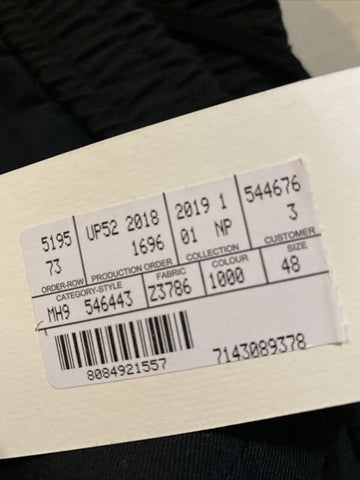 5195 UP52 2018 2019 1 544676
73 1696 01 NP 3
ORDER-ROW PRODUCTION ORDER COLLECTION CUSTOMER
CATEGORY-STYLE FABRIC COLOUR SIZE
MH9 546443 Z3786 1000 48
8084921557 7143089378